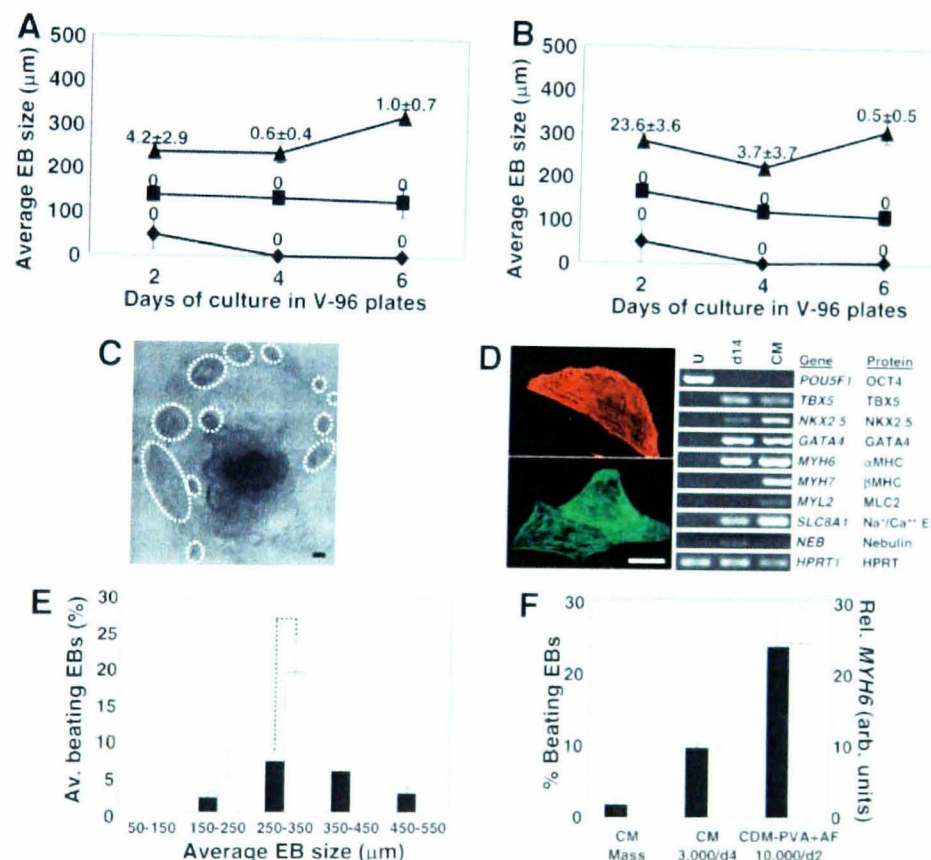 A
500
400
300
200
100
0
Average EB size (µm)
4.2±2.9
0.6±0.4
1.0±0.7
0
0
0
0
0
0
2
4
6
Days of culture in V-96 plates
B
500
400
300
200
100
0
Average EB size (µm)
23.6±3.6
3.7±3.7
0.5±0.5
0
0
0
0
0
0
2
4
6
Days of culture in V-96 plates
C
D
U
d14
CM
Gene Protein
POU5F1 OCT4
TBX5 TBX5
NKX2.5 NKX2.5
GATA4 GATA4
MYH6 αMHC
MYH7 βMHC
MYL2 MLC2
SLC8A1 Na⁺/Ca⁺⁺ E
NEB Nebulin
HPRT1 HPRT
E
30
25
20
15
10
5
0
Av. beating EBs (%)
50-150 150-250 250-350 350-450 450-550
Average EB size (µm)
F
30
20
10
0
% Beating EBs
30
20
10
0
Rel. MYH6 (arb. units)
CM CM CDM-PVA+AF
Mass 3,000/d4 10,000/d2